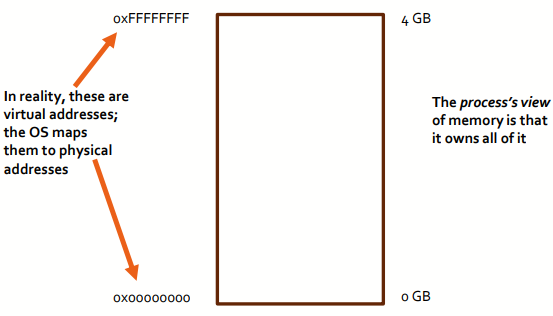 0xFFFFFFFF
4 GB
In reality, these are
virtual addresses;
the OS maps
them to physical
addresses
The process's view
of memory is that
it owns all of it
0x00000000
0 GB